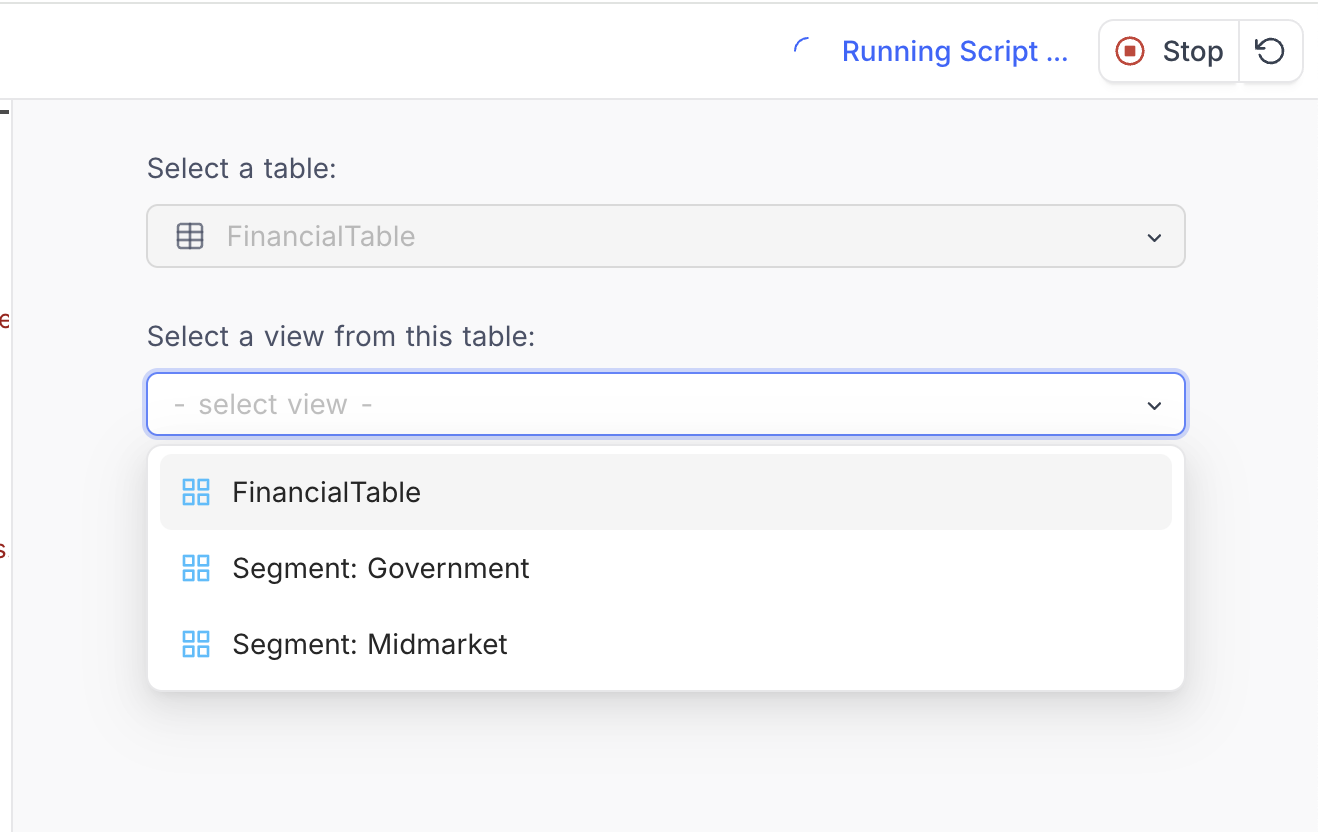 Running Script ...
Stop
Select a table:
FinancialTable
Select a view from this table:
- select view -
FinancialTable
Segment: Government
Segment: Midmarket
e
s